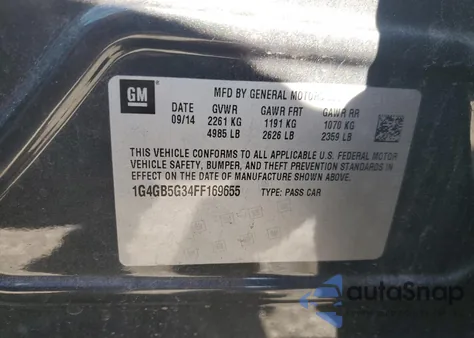 GM
MFD BY GENERAL MOTORS
DATE GVWR GAWR FRT GAWR RR
09/14 2261 KG 1191 KG 1070 KG
4985 LB 2626 LB 2359 LB
THIS VEHICLE CONFORMS TO ALL APPLICABLE U.S. FEDERAL MOTOR
VEHICLE SAFETY, BUMPER, AND THEFT PREVENTION STANDARDS IN
EFFECT ON THE DATE OF MANUFACTURE SHOWN ABOVE.
1G4GB5G34FF169655 TYPE: PASS CAR
autoSnap